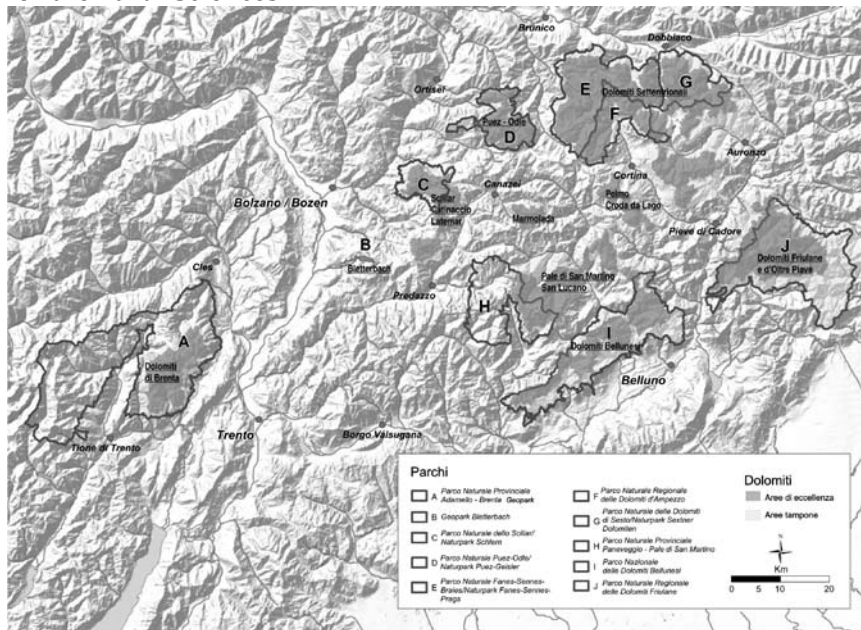 Brunico
Dobbiaco
Ortisei
E
Dolomiti Settentrionali
G
Puez - Odle
D
F
Auronzo
C
Canazei
Cortina
Bolzano / Bozen
Sciliar
Catinaccio
Latemar
Pelmo
Croda da Lago
Marmolada
Pieve di Cadore
B
Bletterbach
J
Dolomiti Friulane
e d'Oltre Piave
Cles
Pale di San Martino
San Lucano
Predazzo
H
A
I
Dolomiti Bellunesi
Dolomiti
di Brenta
Belluno
Trento
Borgo Valsugana
Tione di Trento
Parchi
A Parco Naturale Provinciale
Adamello - Brenta Geopark
B Geopark Bletterbach
C Parco Naturale dello Sciliar/
Naturpark Schlern
D Parco Naturale Puez-Odle/
Naturpark Puez-Geisler
E Parco Naturale Fanes-Sennes-
Braies/Naturpark Fanes-Sennes-
Prags
F Parco Naturale Regionale
delle Dolomiti d'Ampezzo
G Parco Naturale delle Dolomiti
di Sesto/Naturpark Sextner
Dolomiten
H Parco Naturale Provinciale
Paneveggio - Pale di San Martino
I Parco Nazionale
delle Dolomiti Bellunesi
J Parco Naturale Regionale
delle Dolomiti Friulane
Dolomiti
Aree di eccellenza
Aree tampone
N
Km
0 10 20